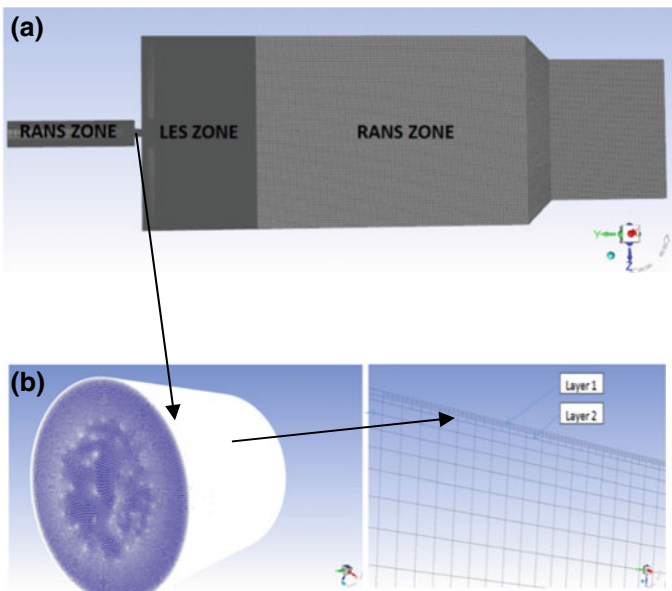 (a)
RANS ZONE
LES ZONE
RANS ZONE
Y
Z
(b)
Layer 1
Layer 2